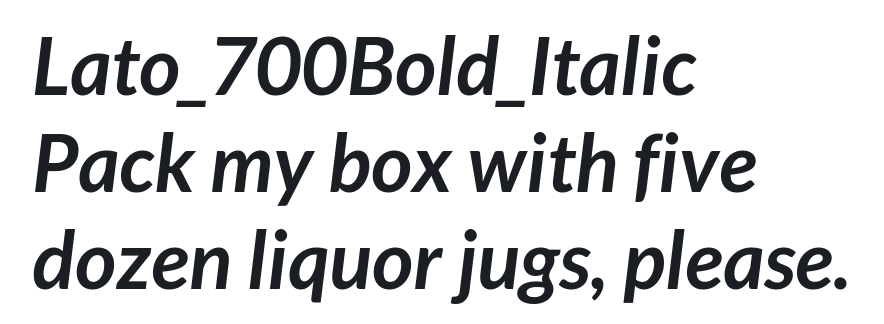 Lato_700Bold_Italic
Pack my box with five
dozen liquor jugs, please.